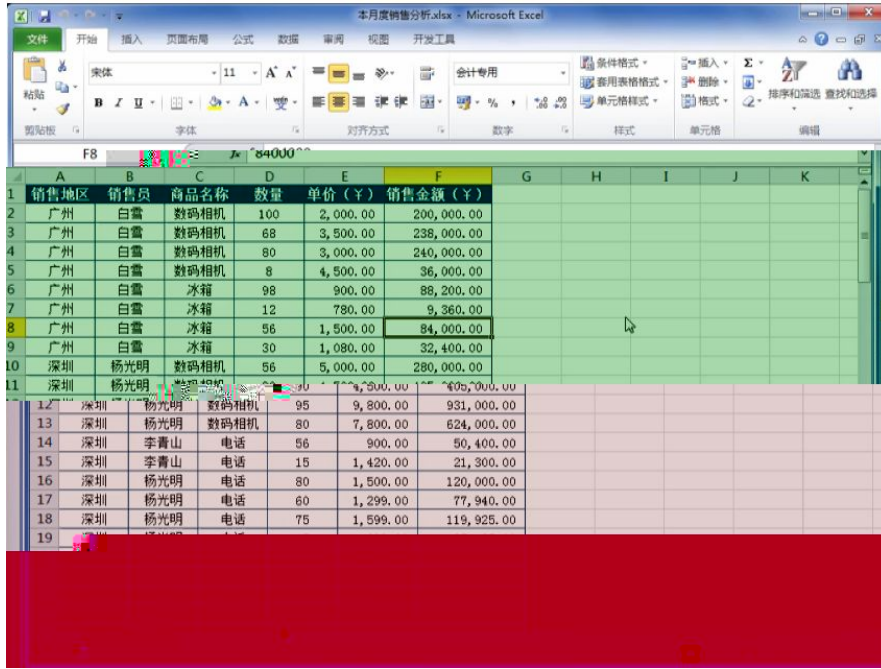 本月度销售分析.xlsx - Microsoft Excel
文件 开始 插入 页面布局 公式 数据 审阅 视图 开发工具
宋体 11 A A 会计专用 条件格式 插入 Σ
粘贴 套用表格格式 删除 排序和筛选 查找和选择
B I U A 变 % , 单元格样式 格式
剪贴板 字体 对齐方式 数字 样式 单元格 编辑
F8 fx 84000
A B C D E F G H I J K
1 销售地区 销售员 商品名称 数量 单价(¥) 销售金额(¥)
2 广州 白雪 数码相机 100 2,000.00 200,000.00
3 广州 白雪 数码相机 68 3,500.00 238,000.00
4 广州 白雪 数码相机 80 3,000.00 240,000.00
5 广州 白雪 数码相机 8 4,500.00 36,000.00
6 广州 白雪 冰箱 98 900.00 88,200.00
7 广州 白雪 冰箱 12 780.00 9,360.00
8 广州 白雪 冰箱 56 1,500.00 84,000.00
9 广州 白雪 冰箱 30 1,080.00 32,400.00
10 深圳 杨光明 数码相机 56 5,000.00 280,000.00
11 深圳 杨光明
12 深圳 杨光明 数码相机 95 9,800.00 931,000.00
13 深圳 杨光明 数码相机 80 7,800.00 624,000.00
14 深圳 李青山 电话 56 900.00 50,400.00
15 深圳 李青山 电话 15 1,420.00 21,300.00
16 深圳 杨光明 电话 80 1,500.00 120,000.00
17 深圳 杨光明 电话 60 1,299.00 77,940.00
18 深圳 杨光明 电话 75 1,599.00 119,925.00
19